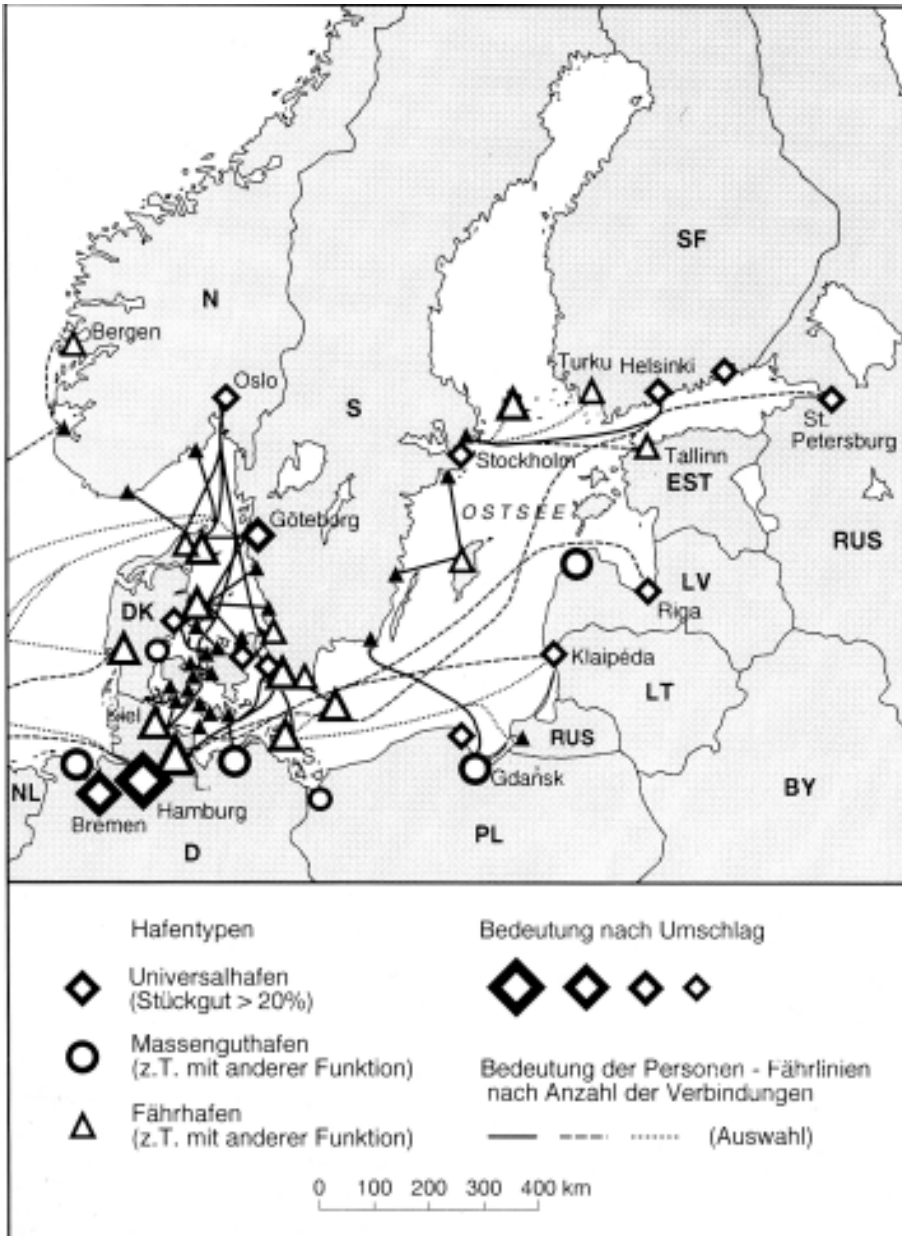 SF
N
Bergen
Oslo
Turku
Helsinki
S
St.
Petersburg
Stockholm
Tallinn
EST
OSTSEE
Göteborg
RUS
LV
DK
Riga
Klaipéda
LT
Kiel
RUS
Gdańsk
BY
NL
Hamburg
Bremen
PL
D
Hafentypen
Universalhafen
(Stückgut > 20%)
Massenguthafen
(z.T. mit anderer Funktion)
Fährhafen
(z.T. mit anderer Funktion)
Bedeutung nach Umschlag
Bedeutung der Personen - Fährlinien
nach Anzahl der Verbindungen
(Auswahl)
0 100 200 300 400 km